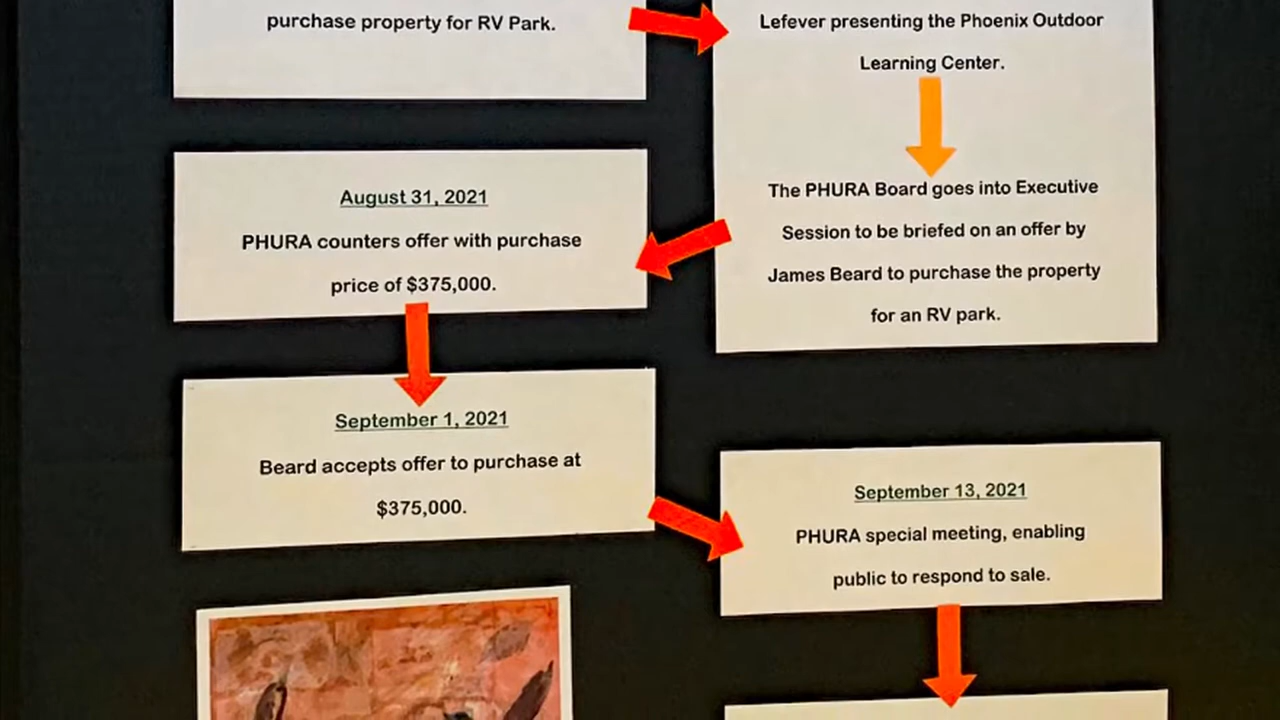 purchase property for RV Park.
Lefever presenting the Phoenix Outdoor
Learning Center.
The PHURA Board goes into Executive
Session to be briefed on an offer by
James Beard to purchase the property
for an RV park.
August 31, 2021
PHURA counters offer with purchase
price of $375,000.
September 1, 2021
Beard accepts offer to purchase at
$375,000.
September 13, 2021
PHURA special meeting, enabling
public to respond to sale.